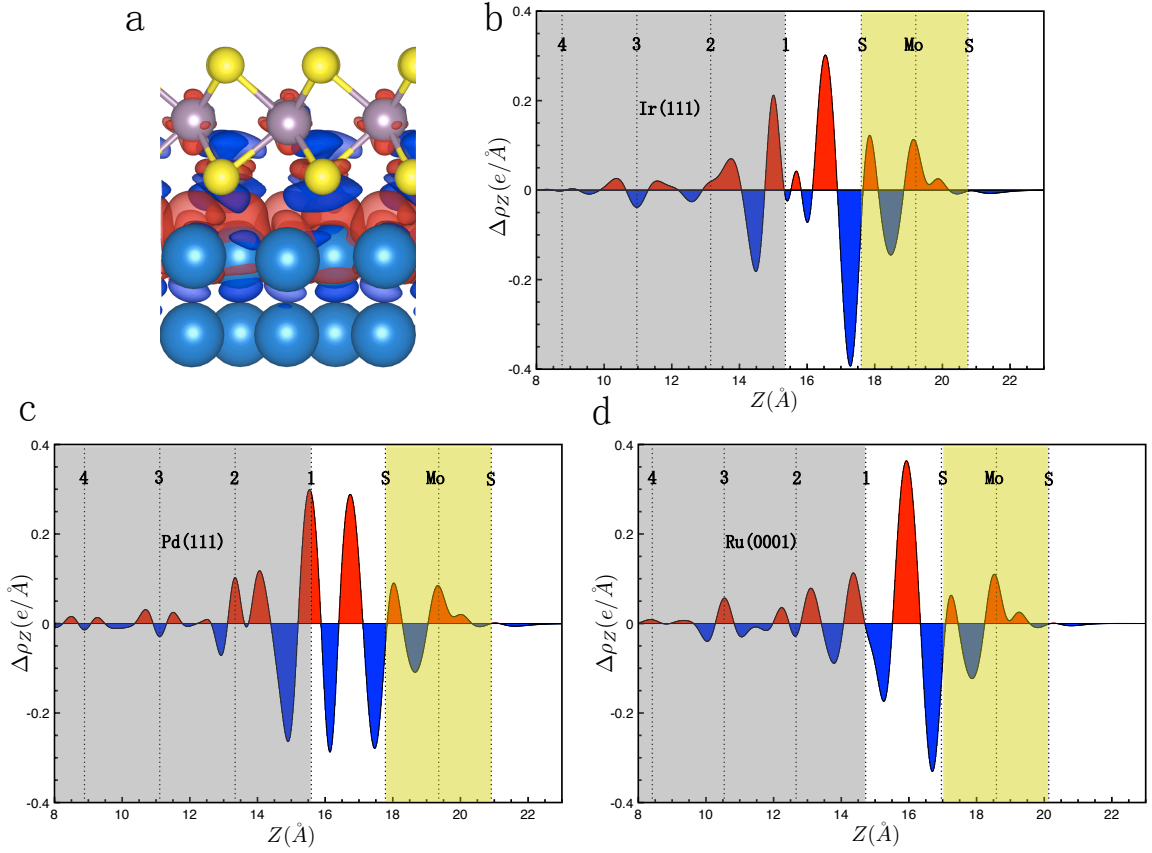 a
b
0.4
0.2
0
-0.2
-0.4
4 3 2 1 S Mo S
Ir(111)
8 10 12 14 16 18 20 22
Δρ_Z(e/Å)
Z(Å)
c
0.4
0.2
0
-0.2
-0.4
4 3 2 1 S Mo S
Pd(111)
8 10 12 14 16 18 20 22
Δρ_Z(e/Å)
Z(Å)
d
0.4
0.2
0
-0.2
-0.4
4 3 2 1 S Mo S
Ru(0001)
8 10 12 14 16 18 20 22
Δρ_Z(e/Å)
Z(Å)